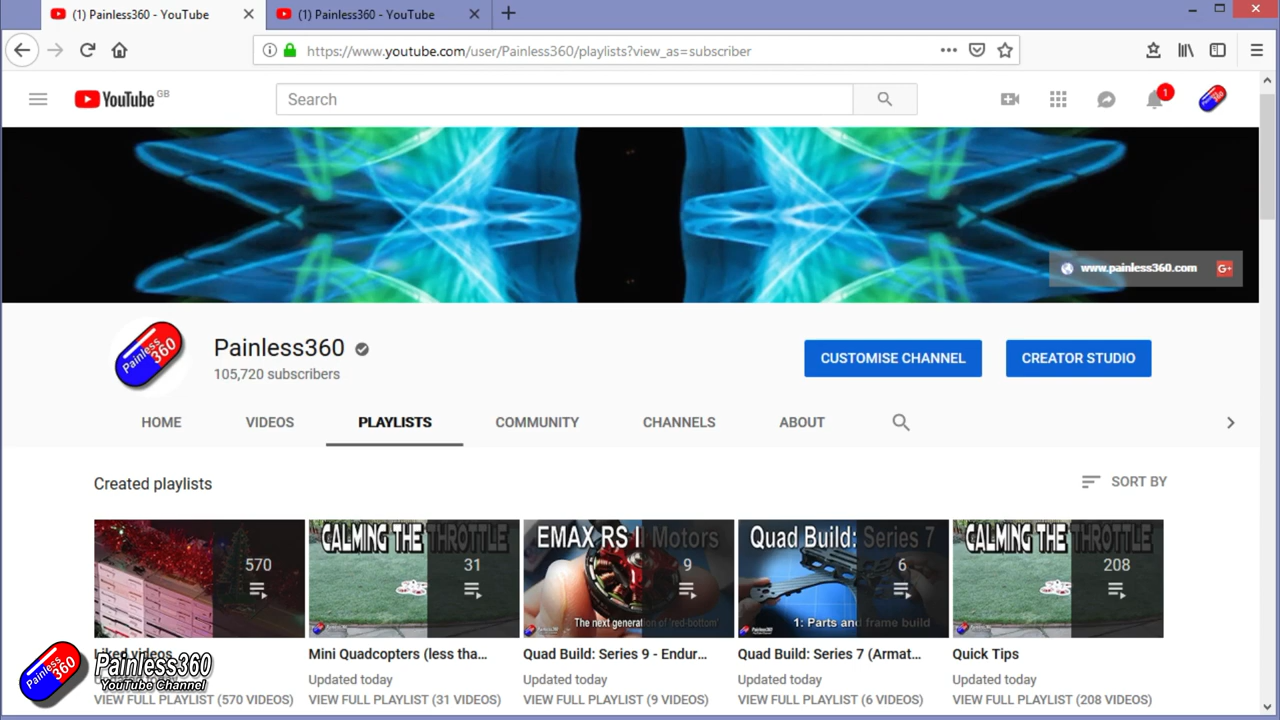 (1) Painless360 - YouTube
(1) Painless360 - YouTube
https://www.youtube.com/user/Painless360/playlists?view_as=subscriber
YouTube GB
Search
1
www.painless360.com
G+
Painless 360
Painless360
105,720 subscribers
CUSTOMISE CHANNEL
CREATOR STUDIO
HOME VIDEOS PLAYLISTS COMMUNITY CHANNELS ABOUT
Created playlists
SORT BY
570
CALMING THE THROTTLE
31
EMAX RS I Motors
9
The next generation of 'red-bottom'
Quad Build: Series 7
6
1: Parts and frame build
CALMING THE THROTTLE
208
Liked videos
Mini Quadcopters (less tha...
Quad Build: Series 9 - Endur...
Quad Build: Series 7 (Armat...
Quick Tips
Updated today
Updated today
Updated today
Updated today
VIEW FULL PLAYLIST (570 VIDEOS)
VIEW FULL PLAYLIST (31 VIDEOS)
VIEW FULL PLAYLIST (9 VIDEOS)
VIEW FULL PLAYLIST (6 VIDEOS)
VIEW FULL PLAYLIST (208 VIDEOS)
Painless 360
Painless360
YouTube Channel